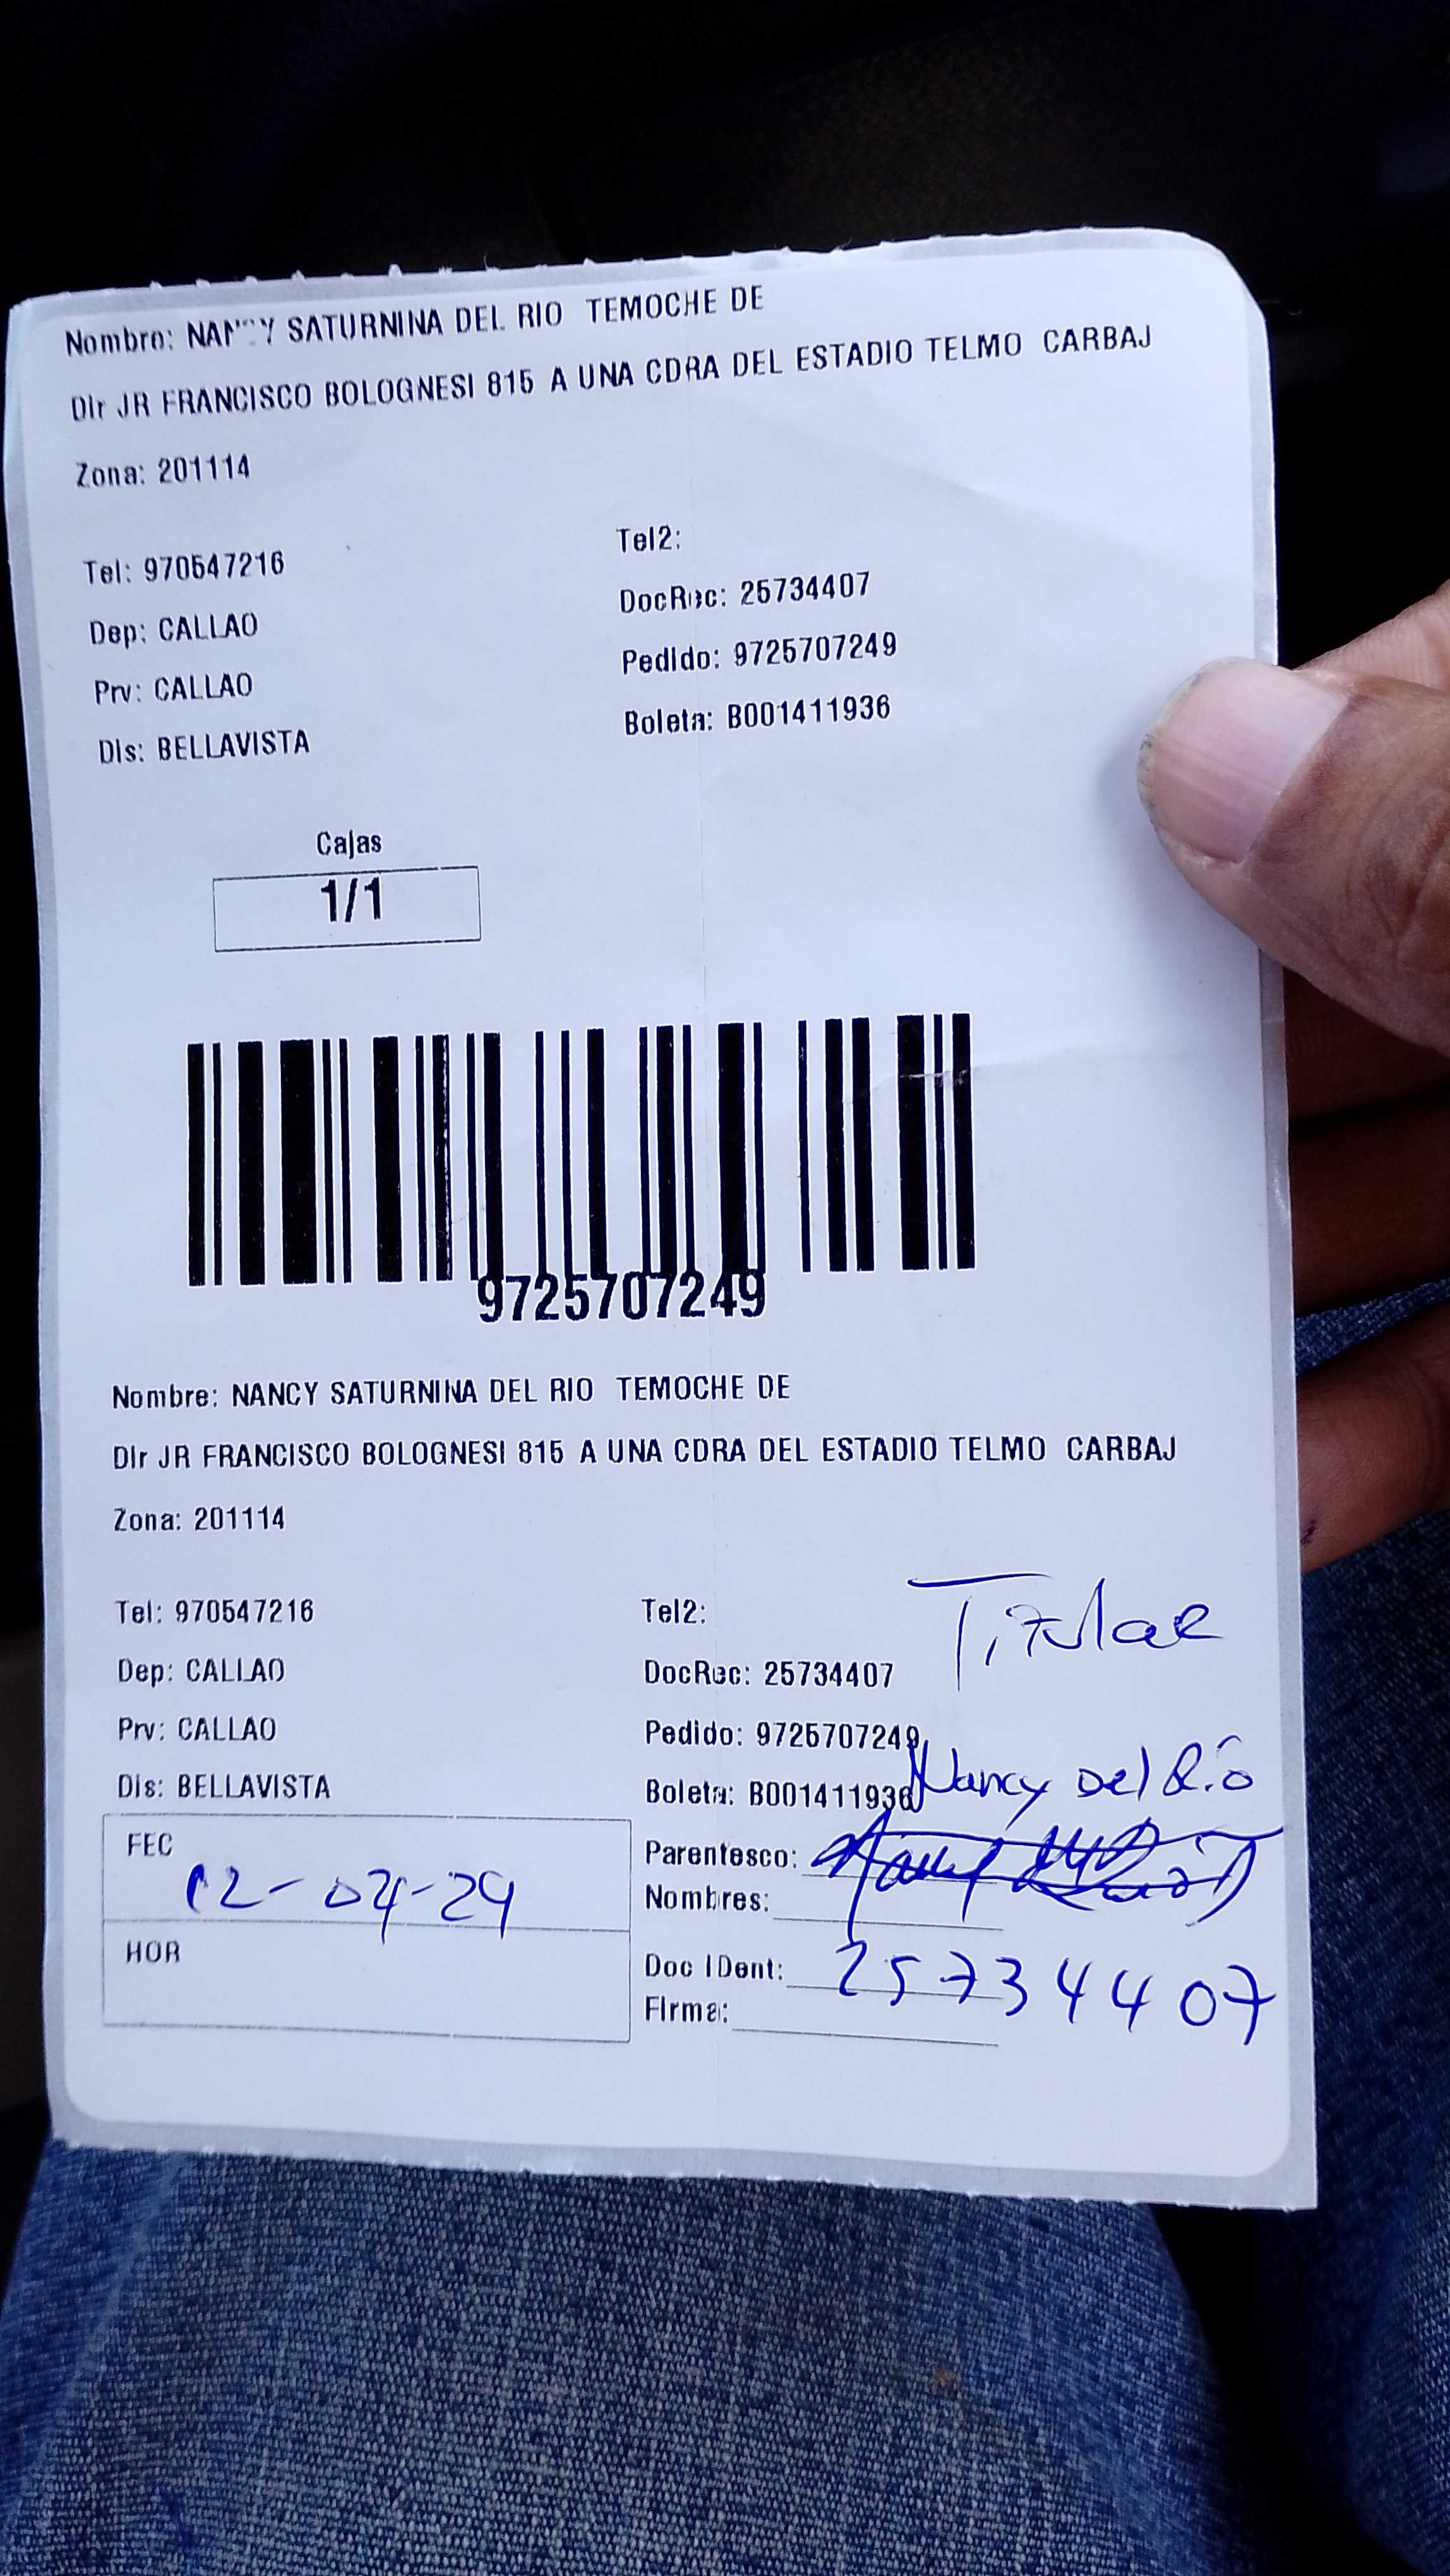 Nombre: NANCY SATURNINA DEL RIO TEMOCHE DE
Dir JR FRANCISCO BOLOGNESI 815 A UNA CDRA DEL ESTADIO TELMO CARBAJ
Zona: 201114
Tel: 970547216
Tel2:
Dep: CALLAO
DocRec: 25734407
Prv: CALLAO
Pedido: 9725707249
Dis: BELLAVISTA
Boleta: B001411936
Cajas
1/1
9725707249
Nombre: NANCY SATURNINA DEL RIO TEMOCHE DE
Dir JR FRANCISCO BOLOGNESI 815 A UNA CDRA DEL ESTADIO TELMO CARBAJ
Zona: 201114
Titular
Tel: 970547216
Tel2:
Dep: CALLAO
DocRec: 25734407
Prv: CALLAO
Pedido: 9725707249
Dis: BELLAVISTA
Boleta: B001411936
Nancy Del Río
FEC
12-04-24
Parentesco:
Nombres:
HOR
Doc IDent: 25734407
Firma: